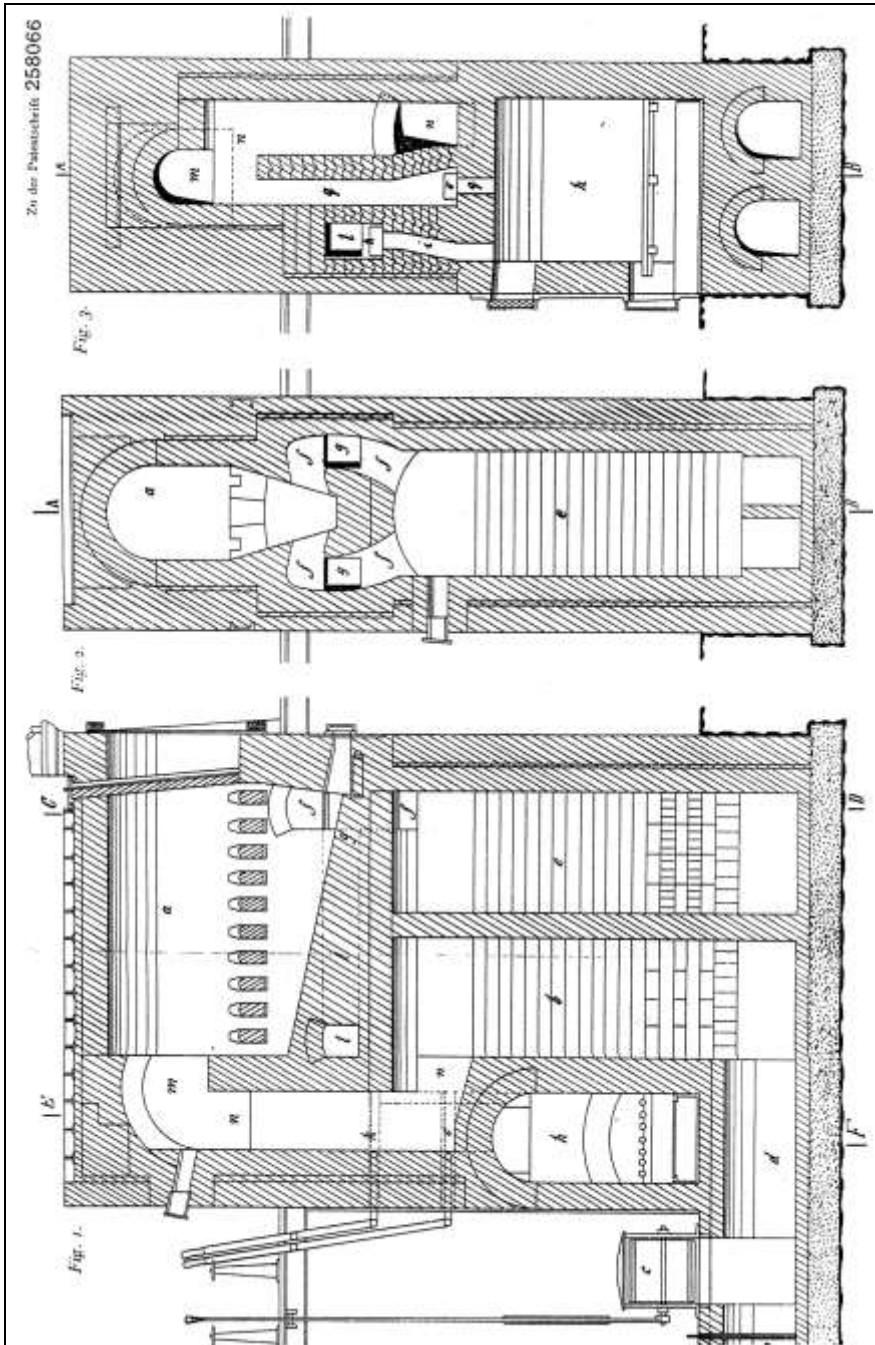 Zu der Patentschrift 258066
Fig. 1.
E
C
a
m
n
l
i
f
g
k
e
n
f
h
b
e
c
d
F
D
Fig. 2.
A
a
f
f
g
g
f
f
e
B
Fig. 3.
A
m
n
q
l
k
i
n
e
q
h
B